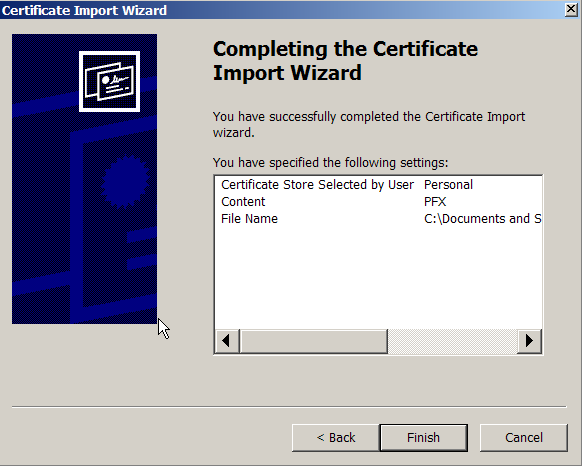 Certificate Import Wizard
Completing the Certificate
Import Wizard
You have successfully completed the Certificate Import
wizard.
You have specified the following settings:
Certificate Store Selected by User Personal
Content PFX
File Name C:\Documents and S
< Back Finish Cancel